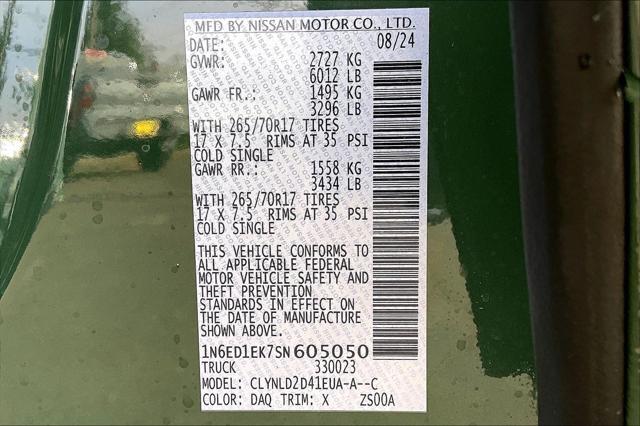 MFD BY NISSAN MOTOR CO., LTD.
DATE: 08/24
GVWR: 2727 KG
6012 LB
GAWR FR.: 1495 KG
3296 LB
WITH 265/70R17 TIRES
17 X 7.5 RIMS AT 35 PSI
COLD SINGLE
GAWR RR.: 1558 KG
3434 LB
WITH 265/70R17 TIRES
17 X 7.5 RIMS AT 35 PSI
COLD SINGLE
THIS VEHICLE CONFORMS TO
ALL APPLICABLE FEDERAL
MOTOR VEHICLE SAFETY AND
THEFT PREVENTION
STANDARDS IN EFFECT ON
THE DATE OF MANUFACTURE
SHOWN ABOVE.
1N6ED1EK7SN605050
TRUCK 330023
MODEL: CLYNLD2D41EUA-A--C
COLOR: DAQ TRIM: X ZS00A